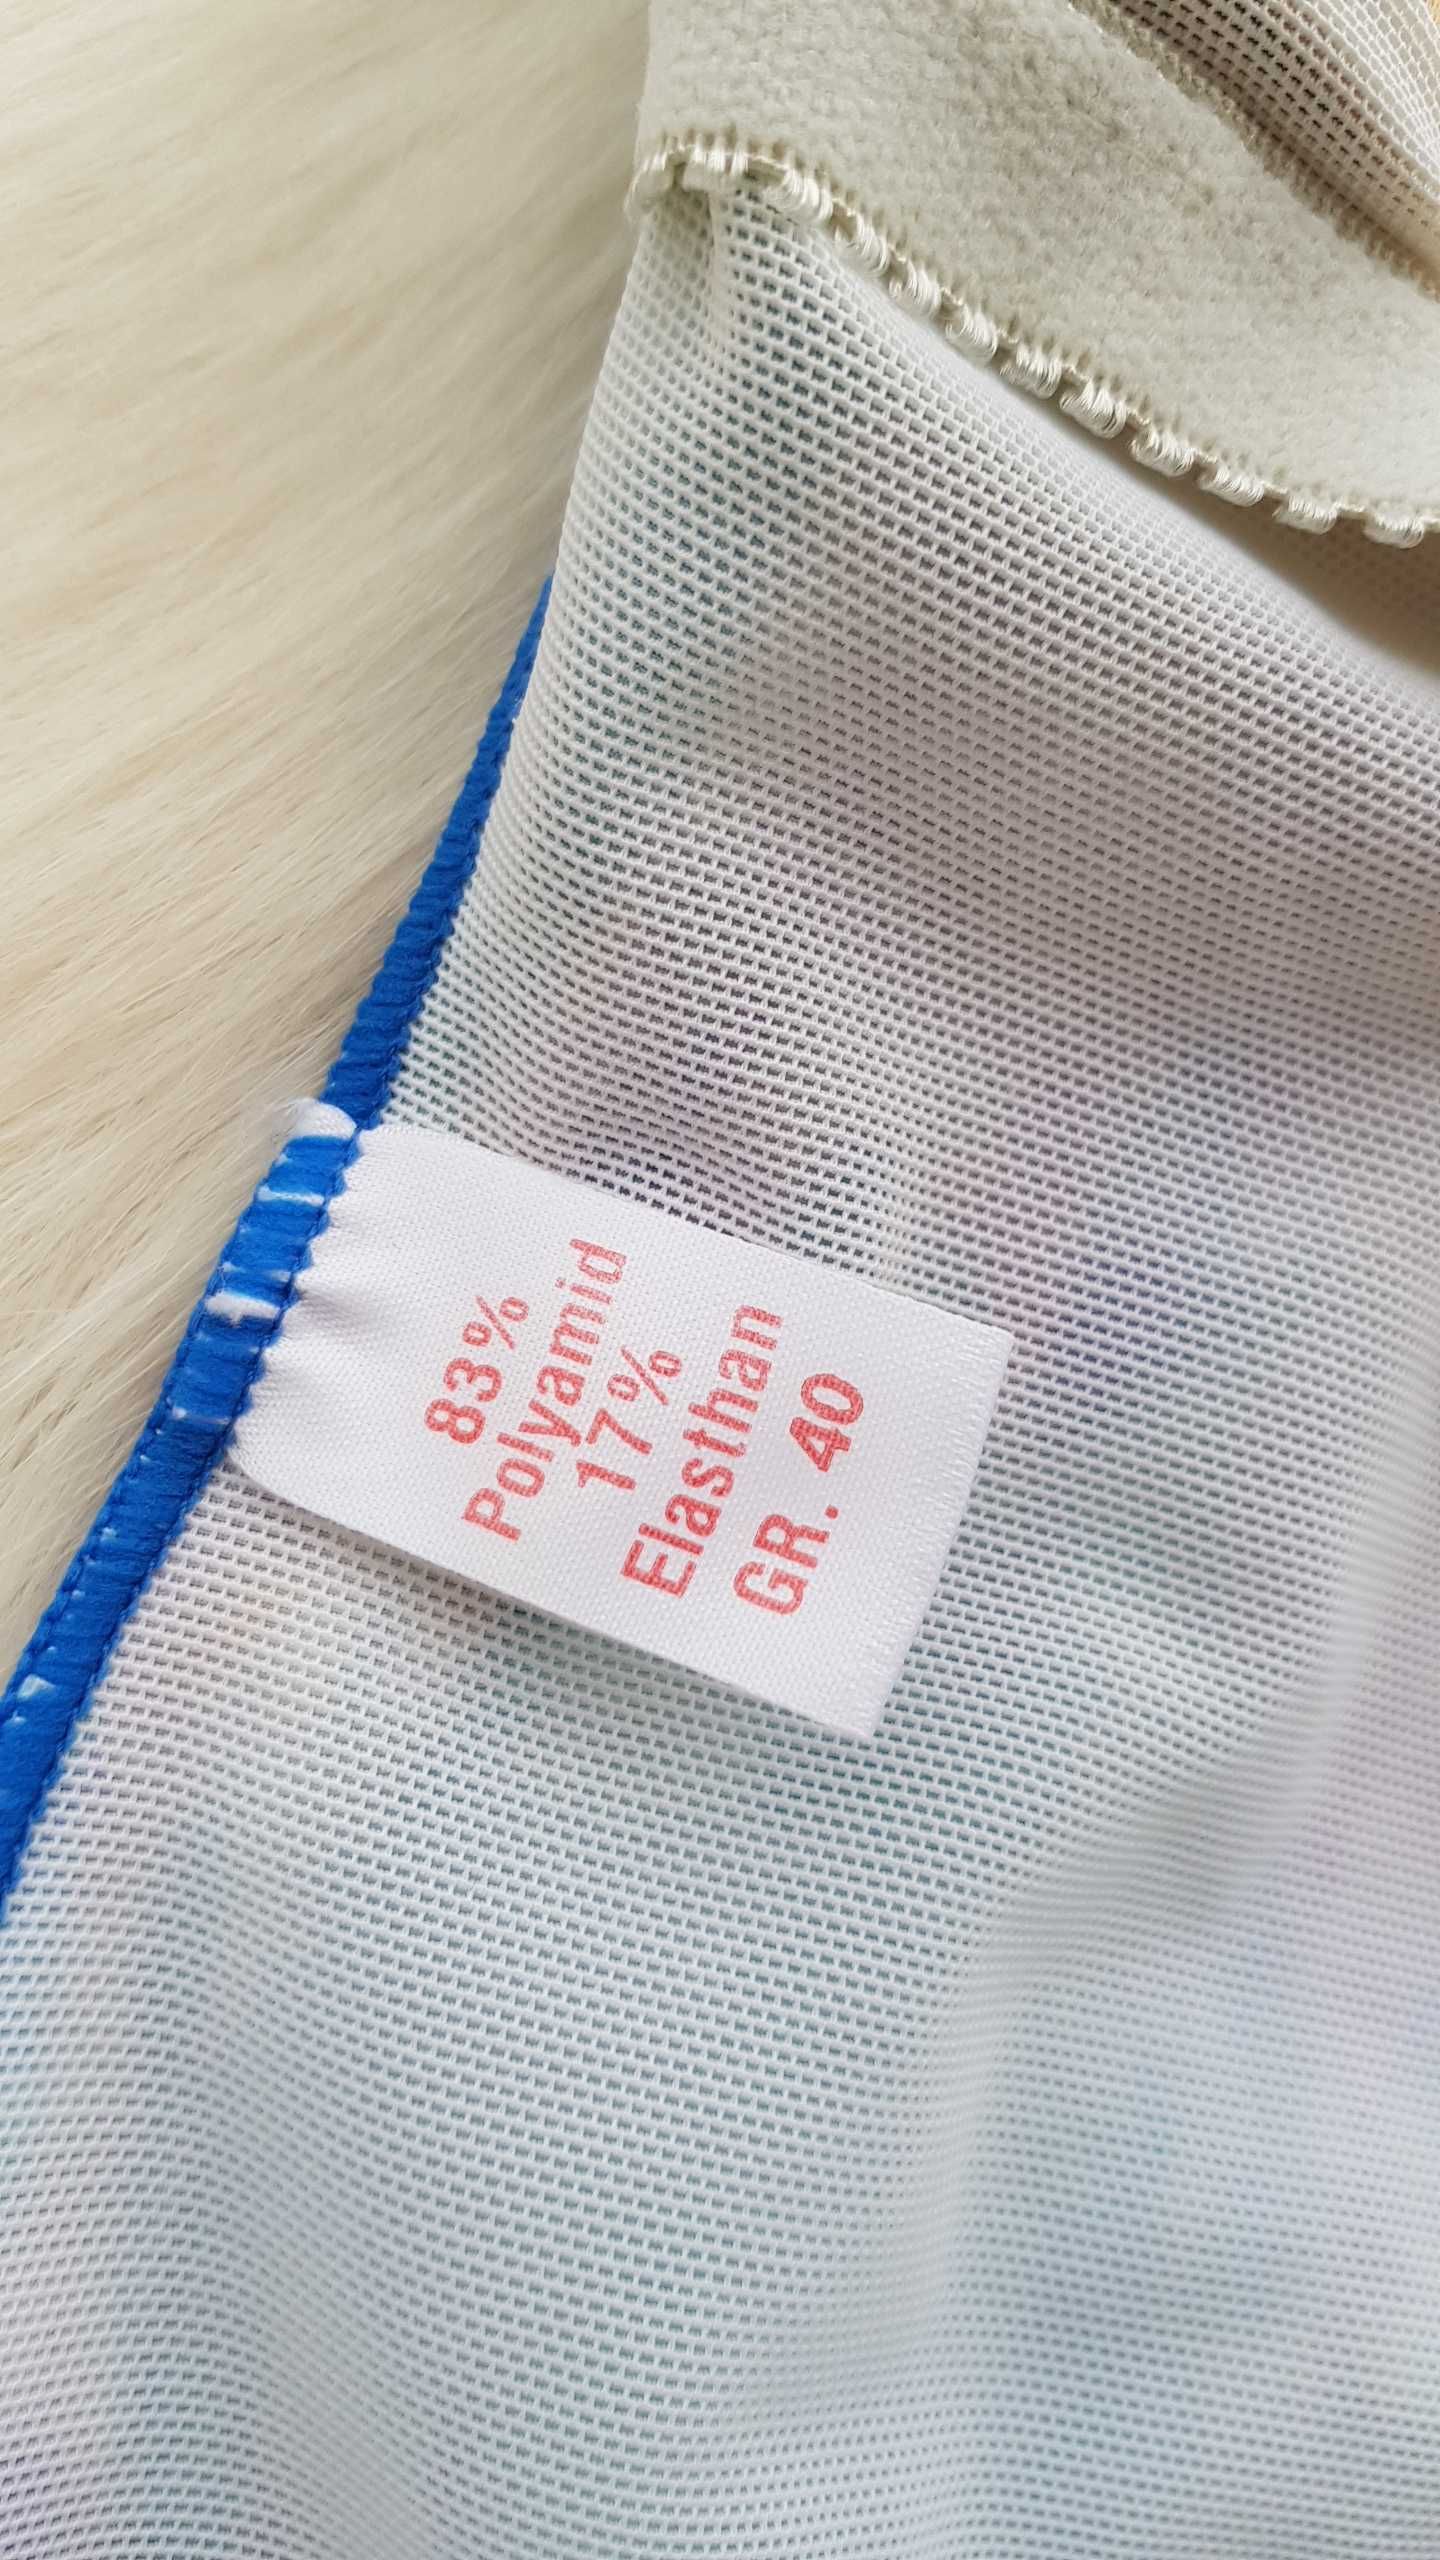 83%
Polyamid
17%
Elasthan
GR. 40